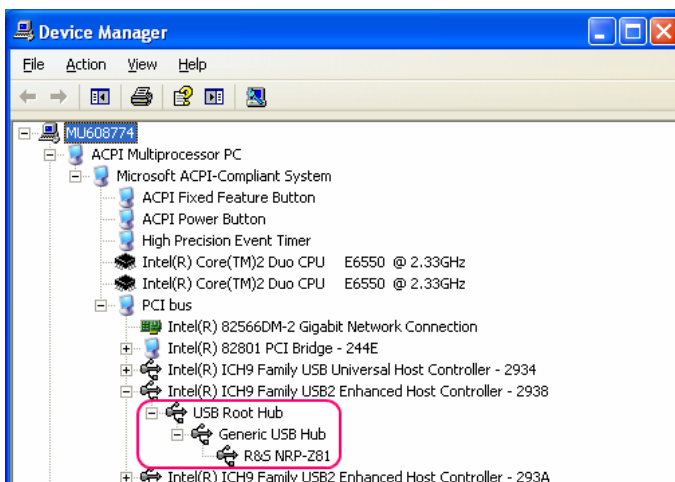 Device Manager
File Action View Help
MU608774
ACPI Multiprocessor PC
Microsoft ACPI-Compliant System
ACPI Fixed Feature Button
ACPI Power Button
High Precision Event Timer
Intel(R) Core(TM)2 Duo CPU E6550 @ 2.33GHz
Intel(R) Core(TM)2 Duo CPU E6550 @ 2.33GHz
PCI bus
Intel(R) 82566DM-2 Gigabit Network Connection
Intel(R) 82801 PCI Bridge - 244E
Intel(R) ICH9 Family USB Universal Host Controller - 2934
Intel(R) ICH9 Family USB2 Enhanced Host Controller - 2938
USB Root Hub
Generic USB Hub
R&S NRP-Z81
Intel(R) ICH9 Family USB2 Enhanced Host Controller - 293A